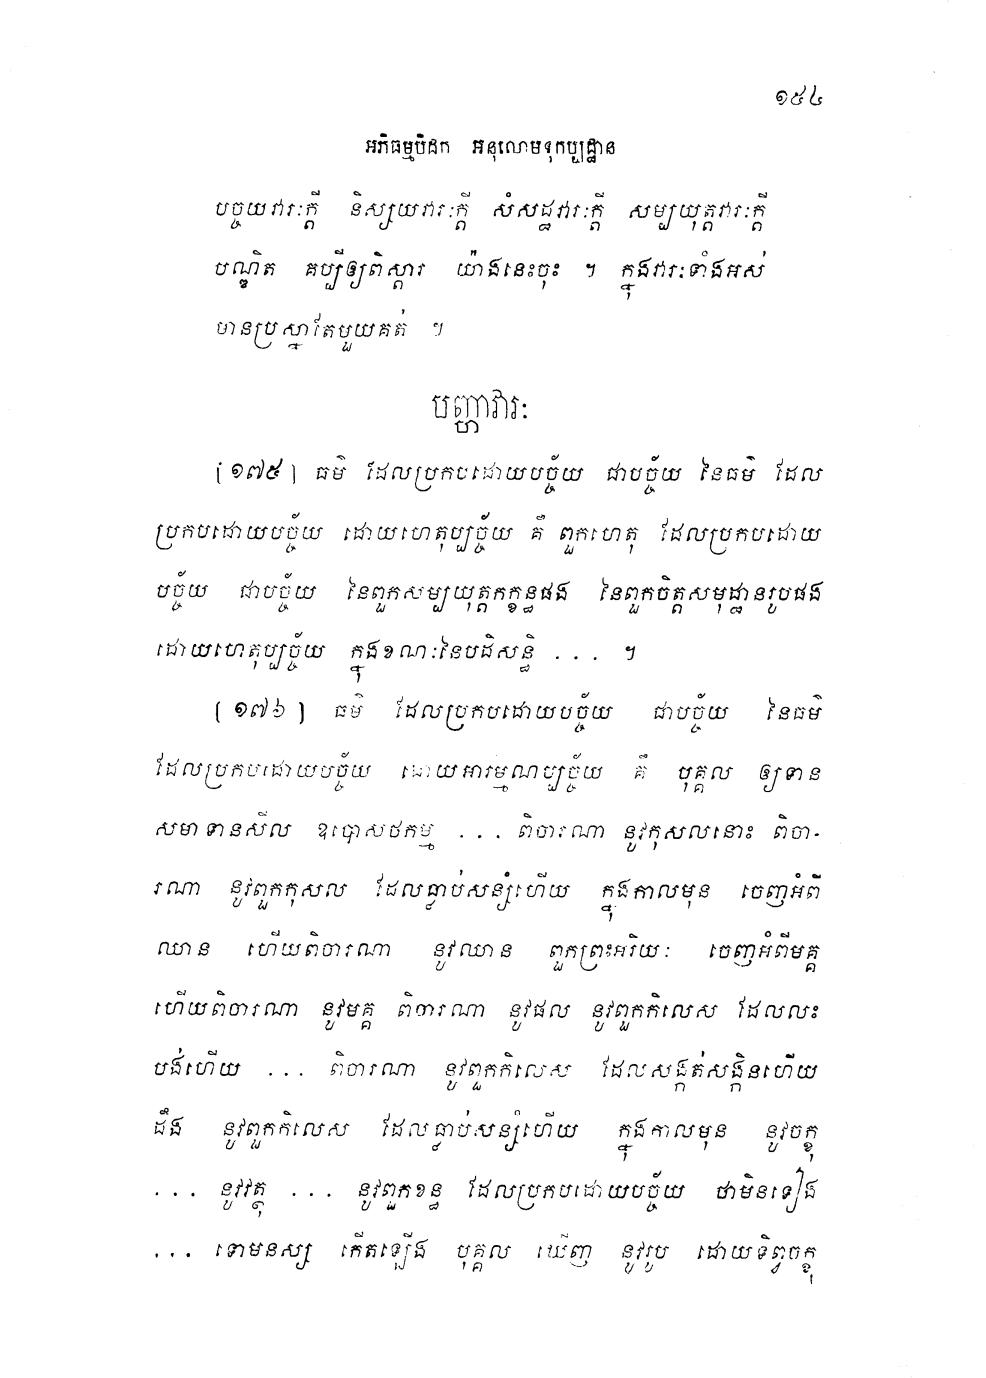 ១៥៤
អភិធម្មបិដក អនុលោមទុកប្បដ្ឋាន
បច្ចយវារៈក្តី និស្សយវារៈក្តី សំសដ្ឋវារៈក្តី សម្បយុត្តវារៈក្តី
បណ្ឌិត គប្បីឲ្យពិស្តារ យ៉ាងនេះចុះ ។ ក្នុងវារៈទាំងអស់
មានប្រស្នាតែមួយគត់ ។
បញ្ហាវារៈ
[១៧៥] ធម៌ ដែលប្រកបដោយបច្ច័យ ជាបច្ច័យ នៃធម៌ ដែល
ប្រកបដោយបច្ច័យ ដោយហេតុប្បច្ច័យ គឺ ពួកហេតុ ដែលប្រកបដោយ
បច្ច័យ ជាបច្ច័យ នៃពួកសម្បយុត្តកក្ខន្ធផង នៃពួកចិត្តសមុដ្ឋានរូបផង
ដោយហេតុប្បច្ច័យ ក្នុងខណៈនៃបដិសន្ធិ ... ។
[១៧៦] ធម៌ ដែលប្រកបដោយបច្ច័យ ជាបច្ច័យ នៃធម៌
ដែលប្រកបដោយបច្ច័យ ដោយអារម្មណប្បច្ច័យ គឺ បុគ្គល ឲ្យទាន
សមាទានសីល ឧបោសថកម្ម ... ពិចារណា នូវកុសលនោះ ពិចា-
រណា នូវពួកកុសល ដែលធ្លាប់សន្សំហើយ ក្នុងកាលមុន ចេញអំពី
ឈាន ហើយពិចារណា នូវឈាន ពួកព្រះអរិយៈ ចេញអំពីមគ្គ
ហើយពិចារណា នូវមគ្គ ពិចារណា នូវផល នូវពួកកិលេស ដែលលះ
បង់ហើយ ... ពិចារណា នូវពួកកិលេស ដែលសង្កត់សង្កិនហើយ
ដឹង នូវពួកកិលេស ដែលធ្លាប់សន្សំហើយ ក្នុងកាលមុន នូវចក្ខុ
... នូវវត្ថុ ... នូវពួកខន្ធ ដែលប្រកបដោយបច្ច័យ ថាមិនទៀង
... ទោមនស្ស កើតឡើង បុគ្គល ឃើញ នូវរូប ដោយទិព្វចក្ខុ